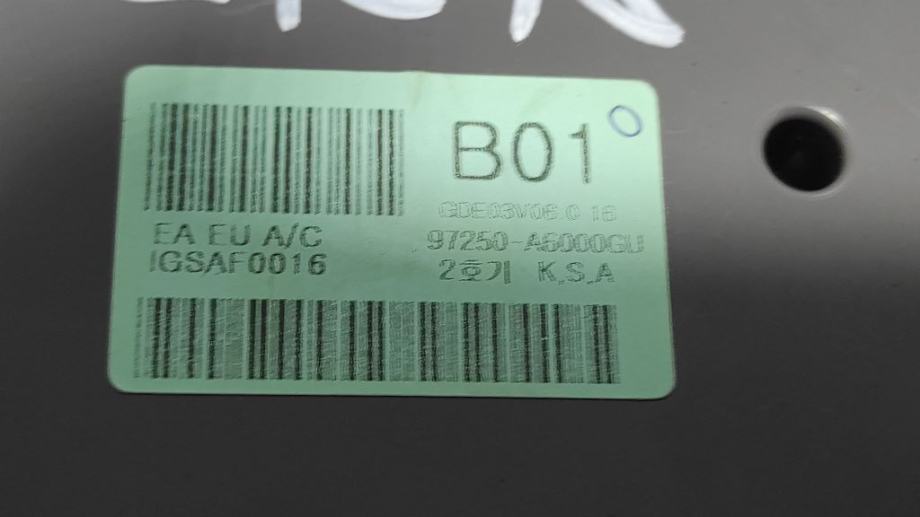 B01
GDE03V06.0 16
EA EU A/C
97250-A6000GU
IGSAF0016
2호기 K.S.A